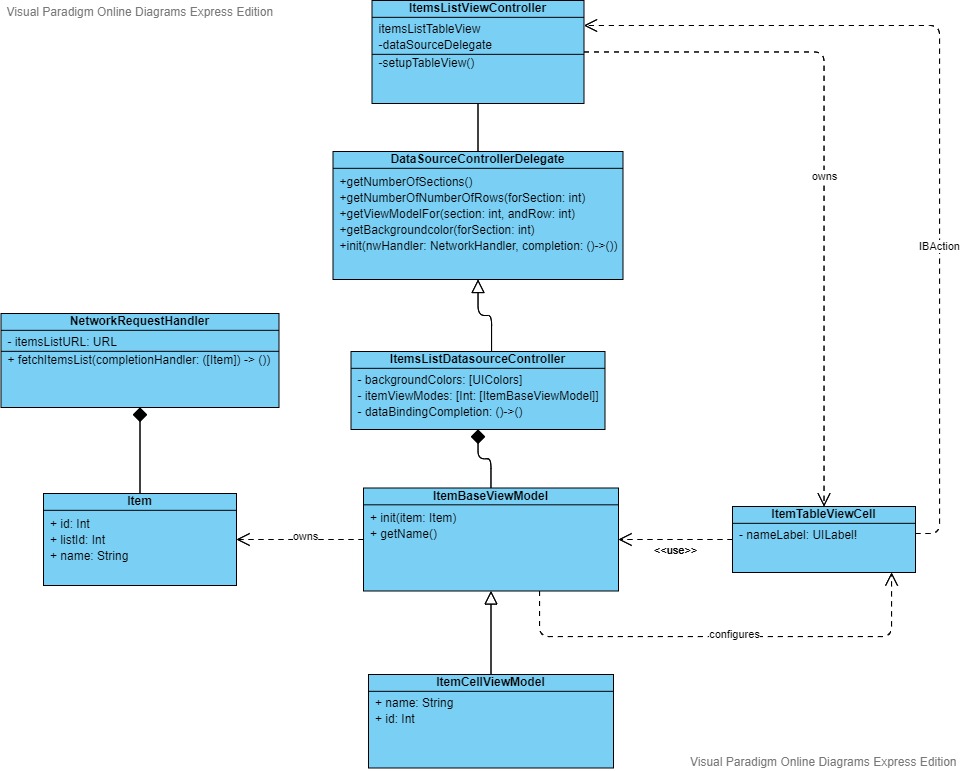 Visual Paradigm Online Diagrams Express Edition
ItemsListViewController
itemsListTableView
-dataSourceDelegate
-setupTableView()
DataSourceControllerDelegate
+getNumberOfSections()
+getNumberOfNumberOfRows(forSection: int)
+getViewModelFor(section: int, andRow: int)
+getBackgroundcolor(forSection: int)
+init(nwHandler: NetworkHandler, completion: ()->())
owns
IBAction
NetworkRequestHandler
- itemsListURL: URL
+ fetchItemsList(completionHandler: ([Item]) -> ())
ItemsListDatasourceController
- backgroundColors: [UIColors]
- itemViewModes: [Int: [ItemBaseViewModel]]
- dataBindingCompletion: ()->()
Item
+ id: Int
+ listId: Int
+ name: String
owns
ItemBaseViewModel
+ init(item: Item)
+ getName()
<<use>>
ItemTableViewCell
- nameLabel: UILabel!
configures
ItemCellViewModel
+ name: String
+ id: Int
Visual Paradigm Online Diagrams Express Edition